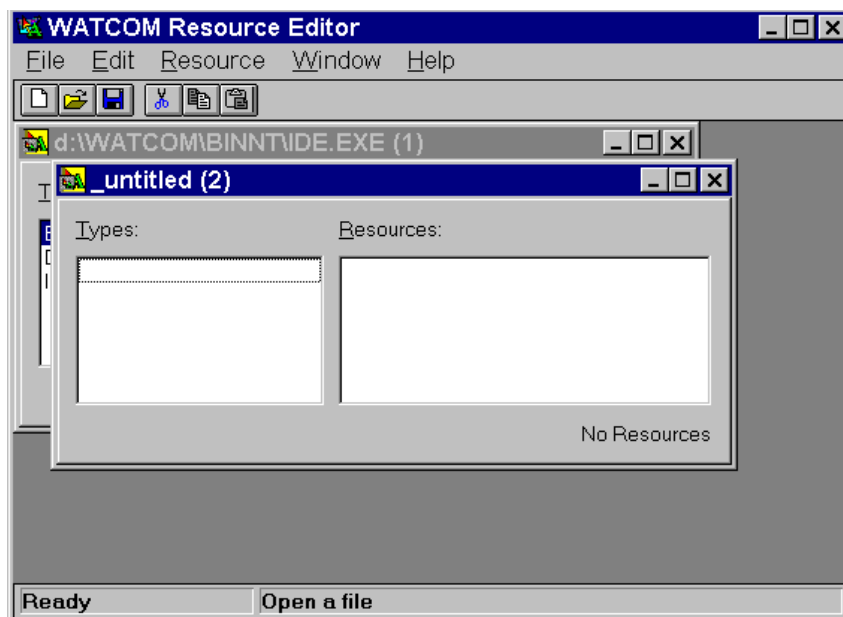 WATCOM Resource Editor
File Edit Resource Window Help
d:\WATCOM\BINNT\IDE.EXE (1)
_untitled (2)
Types: Resources:
No Resources
Ready Open a file